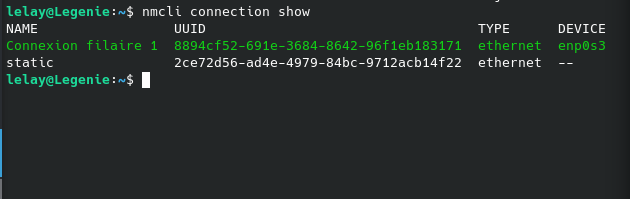 lelay@Legenie:~$ nmcli connection show
NAME UUID TYPE DEVICE
Connexion filaire 1 8894cf52-691e-3684-8642-96f1eb183171 ethernet enp0s3
static 2ce72d56-ad4e-4979-84bc-9712acb14f22 ethernet --
lelay@Legenie:~$